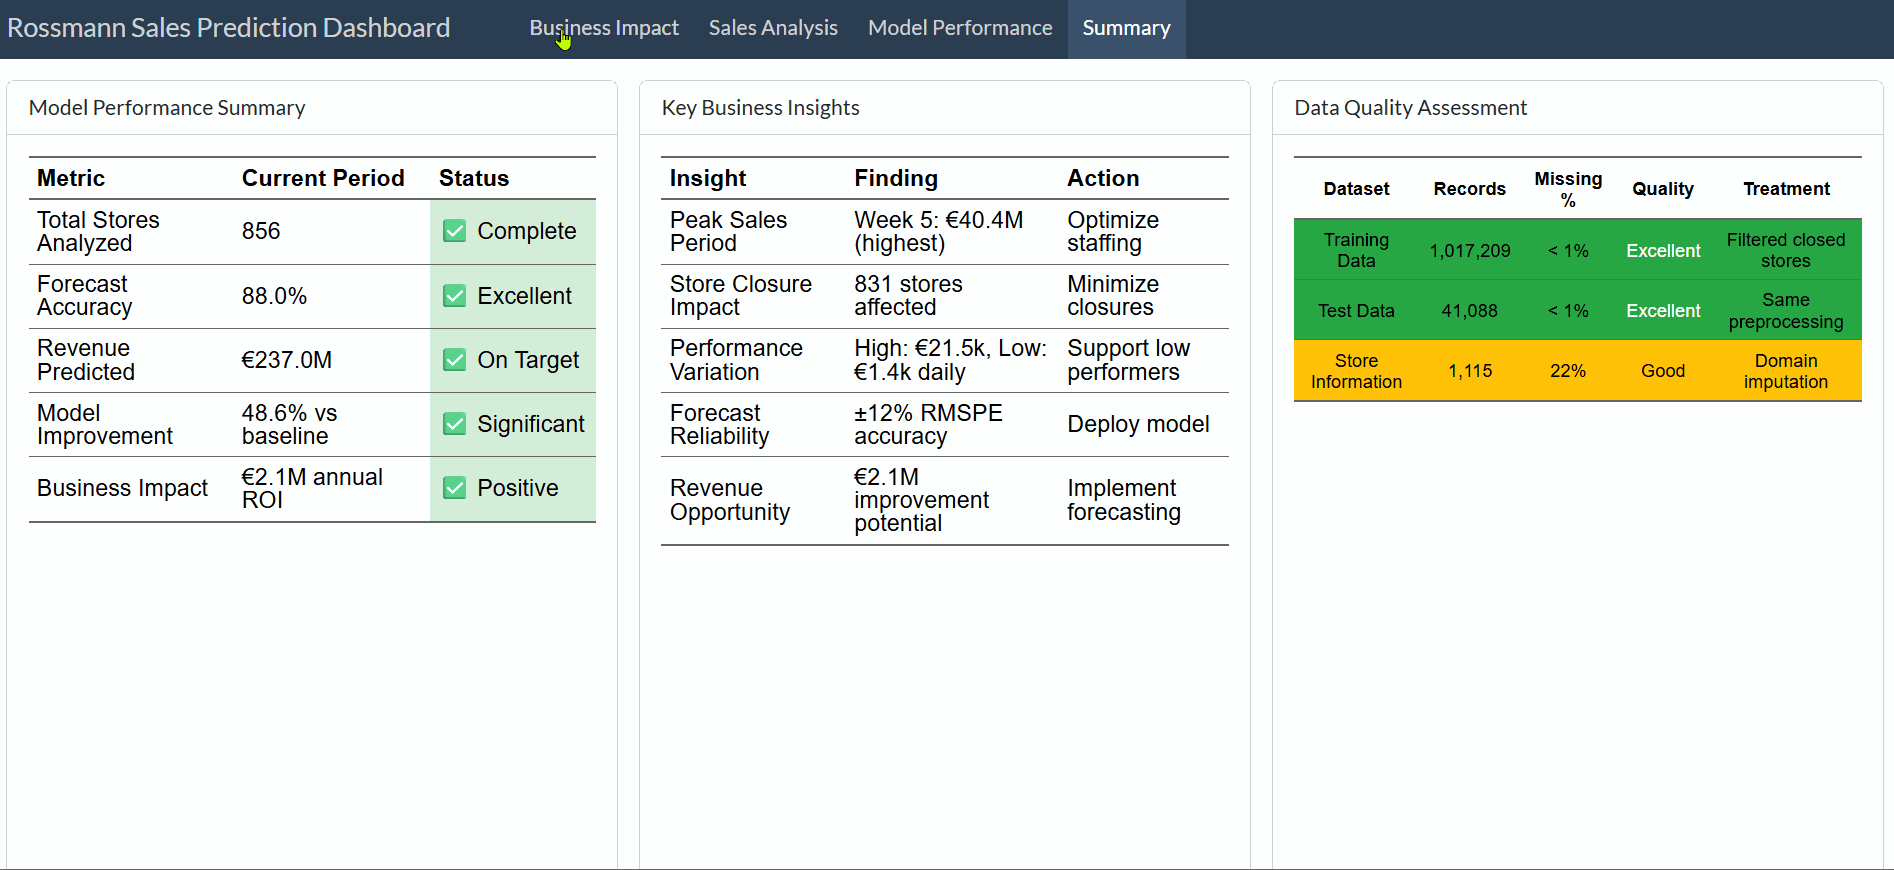 Rossmann Sales Prediction Dashboard
Business Impact
Sales Analysis
Model Performance
Summary
Model Performance Summary
Metric Current Period Status
Total Stores
Analyzed
856
✅ Complete
Forecast
Accuracy
88.0%
✅ Excellent
Revenue
Predicted
€237.0M
✅ On Target
Model
Improvement
48.6% vs
baseline
✅ Significant
Business Impact
€2.1M annual
ROI
✅ Positive
Key Business Insights
Insight Finding Action
Peak Sales
Period
Week 5: €40.4M
(highest)
Optimize
staffing
Store Closure
Impact
831 stores
affected
Minimize
closures
Performance
Variation
High: €21.5k, Low:
€1.4k daily
Support low
performers
Forecast
Reliability
±12% RMSPE
accuracy
Deploy model
Revenue
Opportunity
€2.1M
improvement
potential
Implement
forecasting
Data Quality Assessment
Dataset
Records
Missing
%
Quality
Treatment
Training
Data
1,017,209
< 1%
Excellent
Filtered closed
stores
Test Data
41,088
< 1%
Excellent
Same
preprocessing
Store
Information
1,115
22%
Good
Domain
imputation